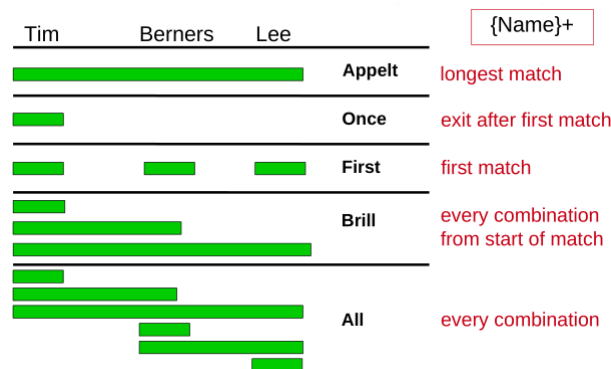 {Name}+
Tim Berners Lee
Appelt longest match
Once exit after first match
First first match
Brill every combination
from start of match
All every combination